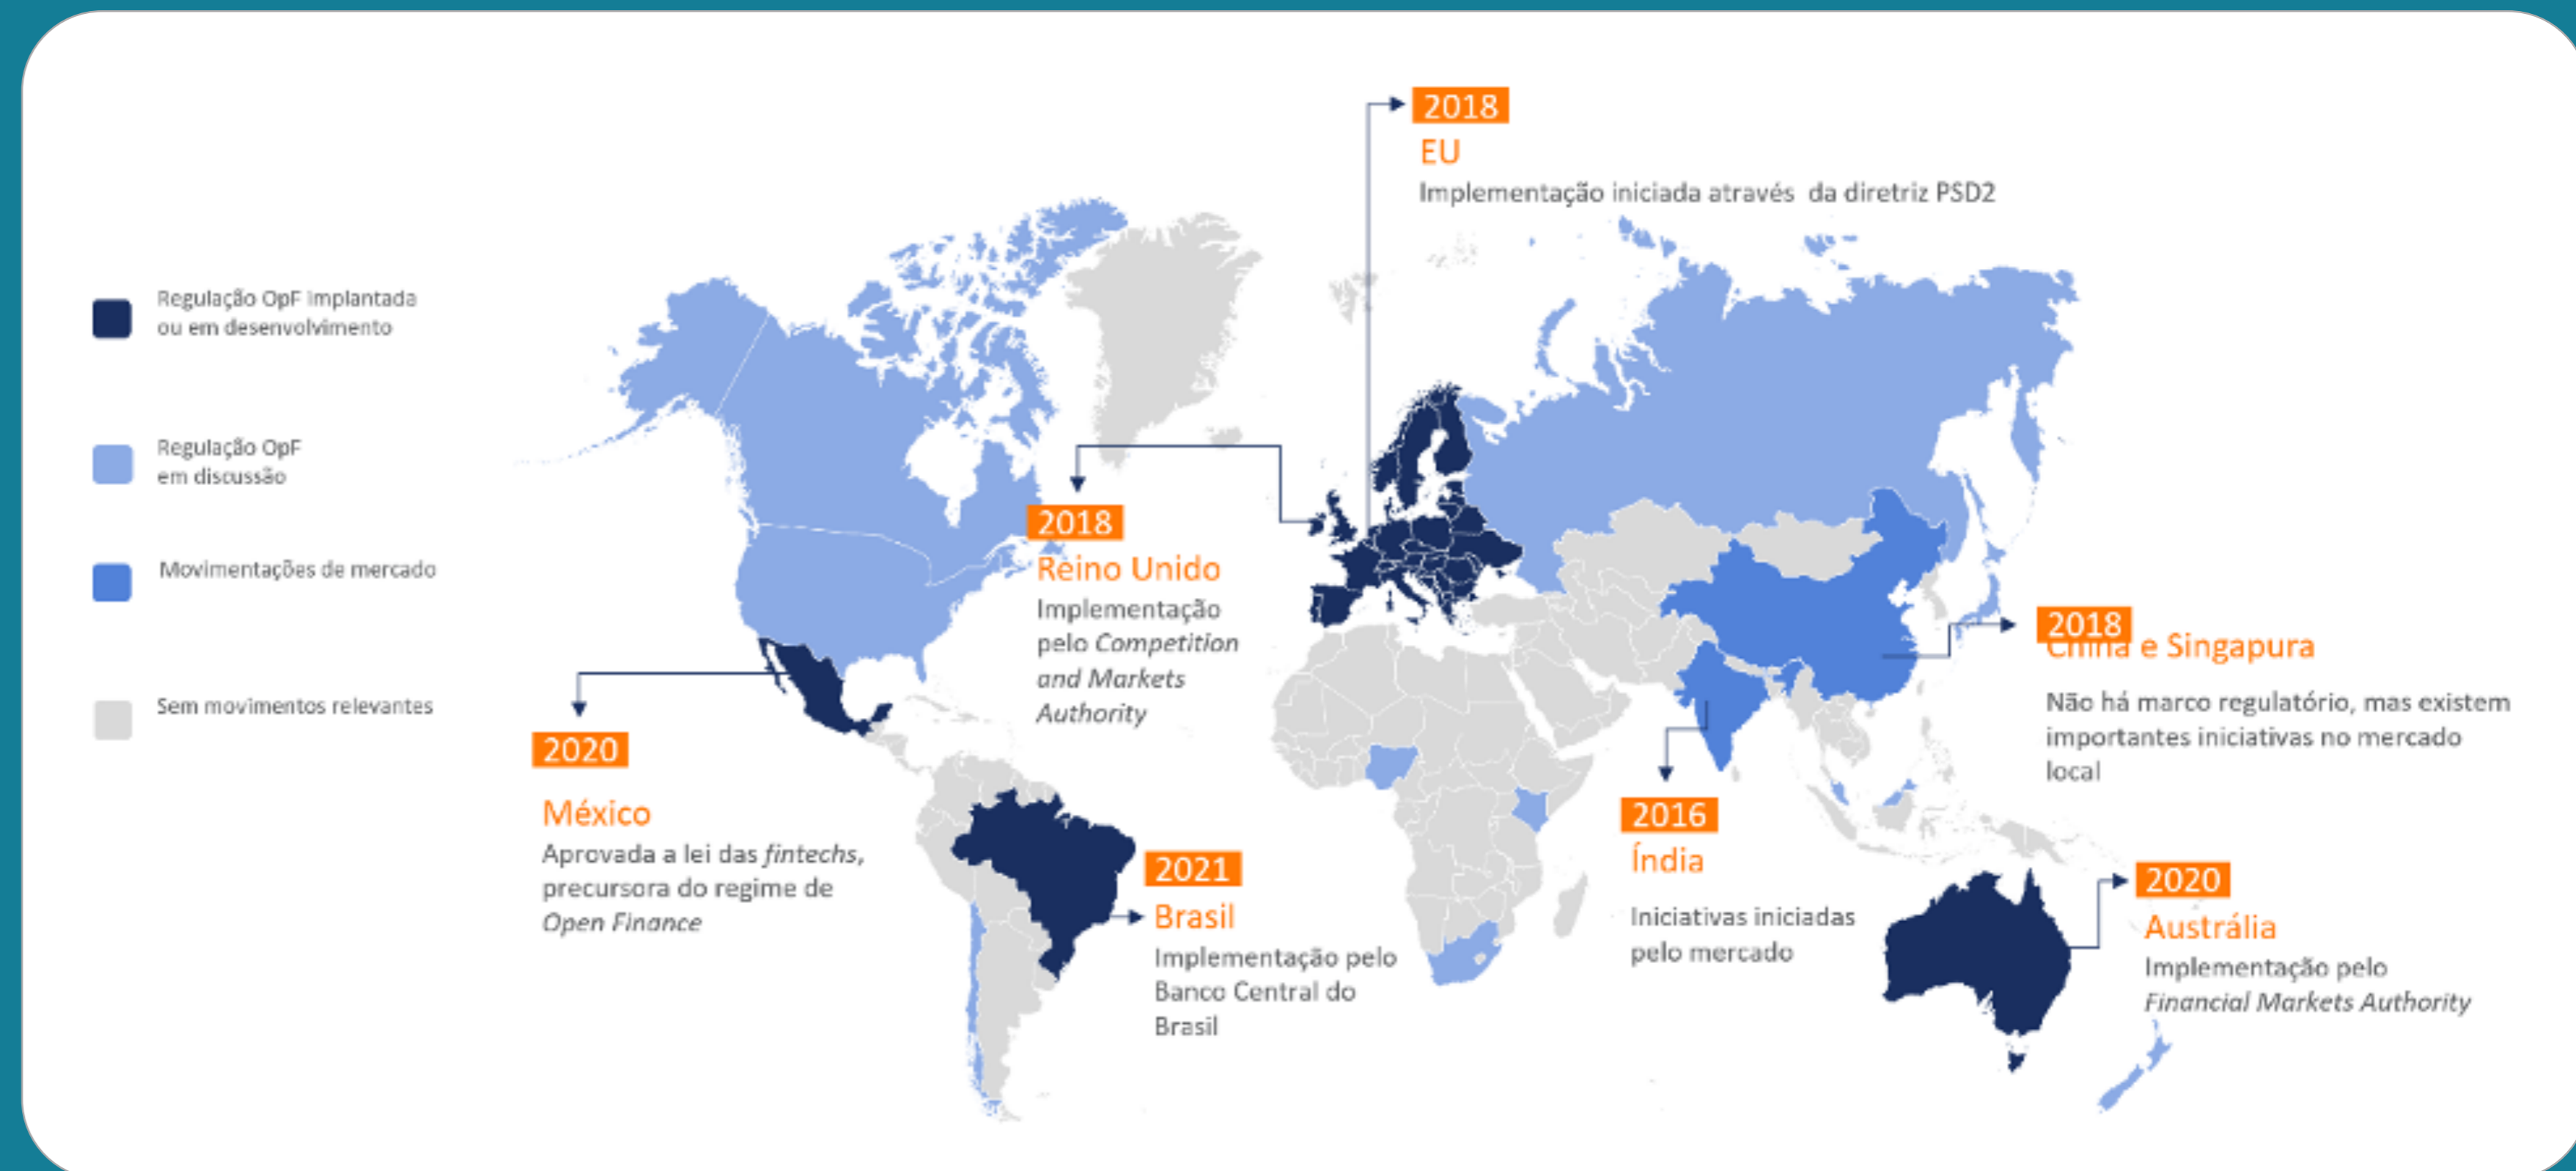 Regulação OpF implantada
ou em desenvolvimento
Regulação OpF
em discussão
Movimentações de mercado
Sem movimentos relevantes
2018
EU
Implementação iniciada através da diretriz PSD2
2018
Reino Unido
Implementação
pelo Competition
and Markets
Authority
2018
China e Singapura
Não há marco regulatório, mas existem
importantes iniciativas no mercado
local
2020
México
Aprovada a lei das fintechs,
precursora do regime de
Open Finance
2021
Brasil
Implementação pelo
Banco Central do
Brasil
2016
Índia
Iniciativas iniciadas
pelo mercado
2020
Austrália
Implementação pelo
Financial Markets Authority